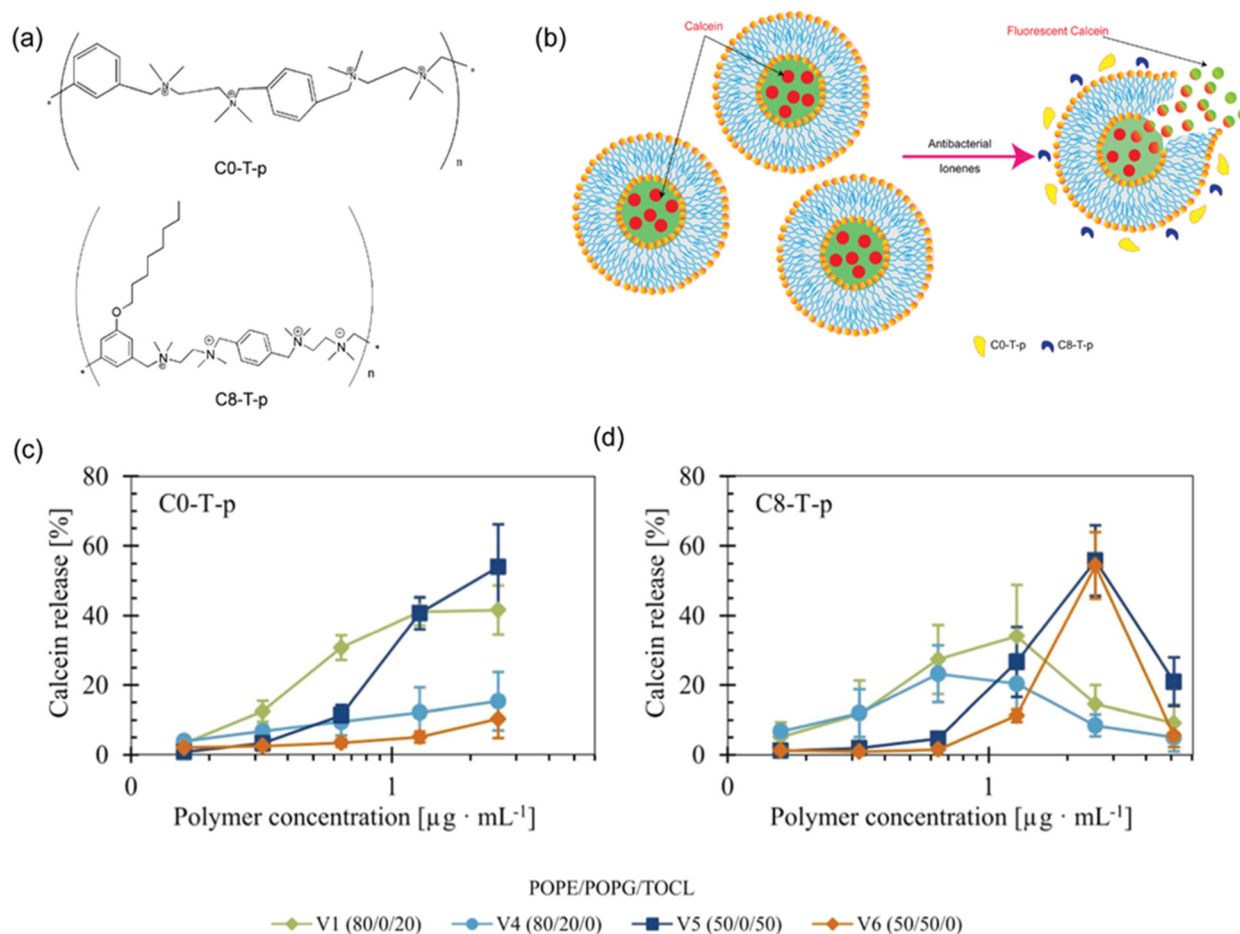 (a)
N
⊕
N
⊕
N
⊕
N
⊕
*
*
n
C0-T-p
O
N
⊕
N
⊕
N
⊕
N
⊖
*
*
n
C8-T-p
(b)
Calcein
Fluorescent Calcein
Antibacterial
Ionenes
C0-T-p C8-T-p
(c)
C0-T-p
Calcein release [%]
80
60
40
20
0
0 1
Polymer concentration [µg · mL-1]
(d)
C8-T-p
Calcein release [%]
80
60
40
20
0
0 1
Polymer concentration [µg · mL-1]
POPE/POPG/TOCL
V1 (80/0/20) V4 (80/20/0) V5 (50/0/50) V6 (50/50/0)